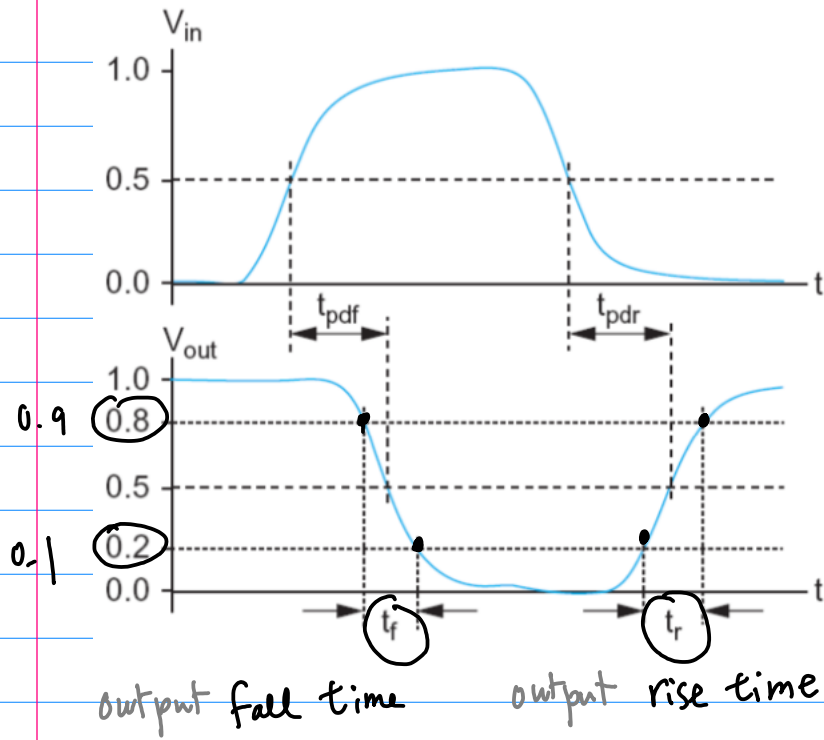 Vin
1.0
0.5
0.0
t
tpdf
tpdr
Vout
1.0
0.9 0.8
0.5
0.1 0.2
0.0
t
tf
tr
output fall time
output rise time